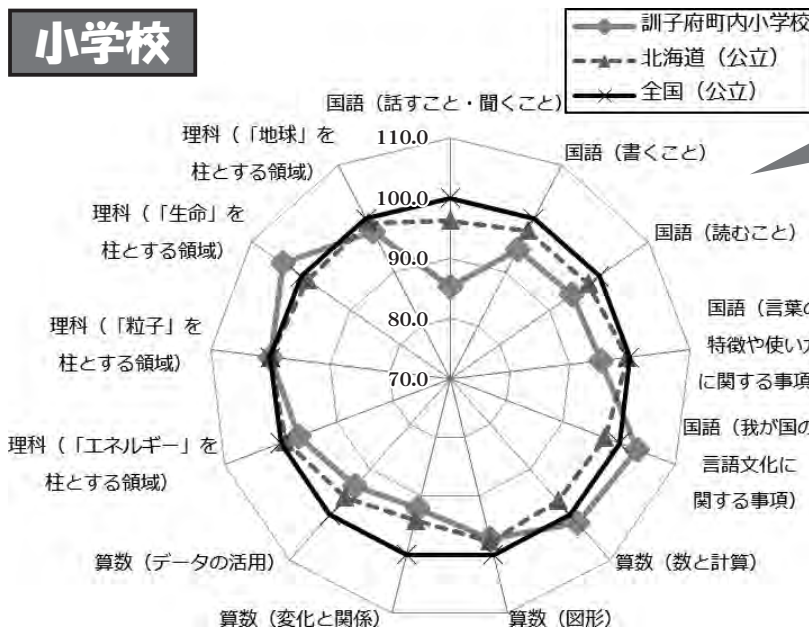 小学校
訓子府町内小学校
北海道（公立）
全国（公立）
国語（話すこと・聞くこと）
国語（書くこと）
国語（読むこと）
国語（言葉の
特徴や使い方
に関する事項
国語（我が国の
言語文化に
関する事項）
算数（数と計算）
算数（図形）
算数（変化と関係）
算数（データの活用）
理科（「エネルギー」を
柱とする領域）
理科（「粒子」を
柱とする領域）
理科（「生命」を
柱とする領域）
理科（「地球」を
柱とする領域）
110.0
100.0
90.0
80.0
70.0